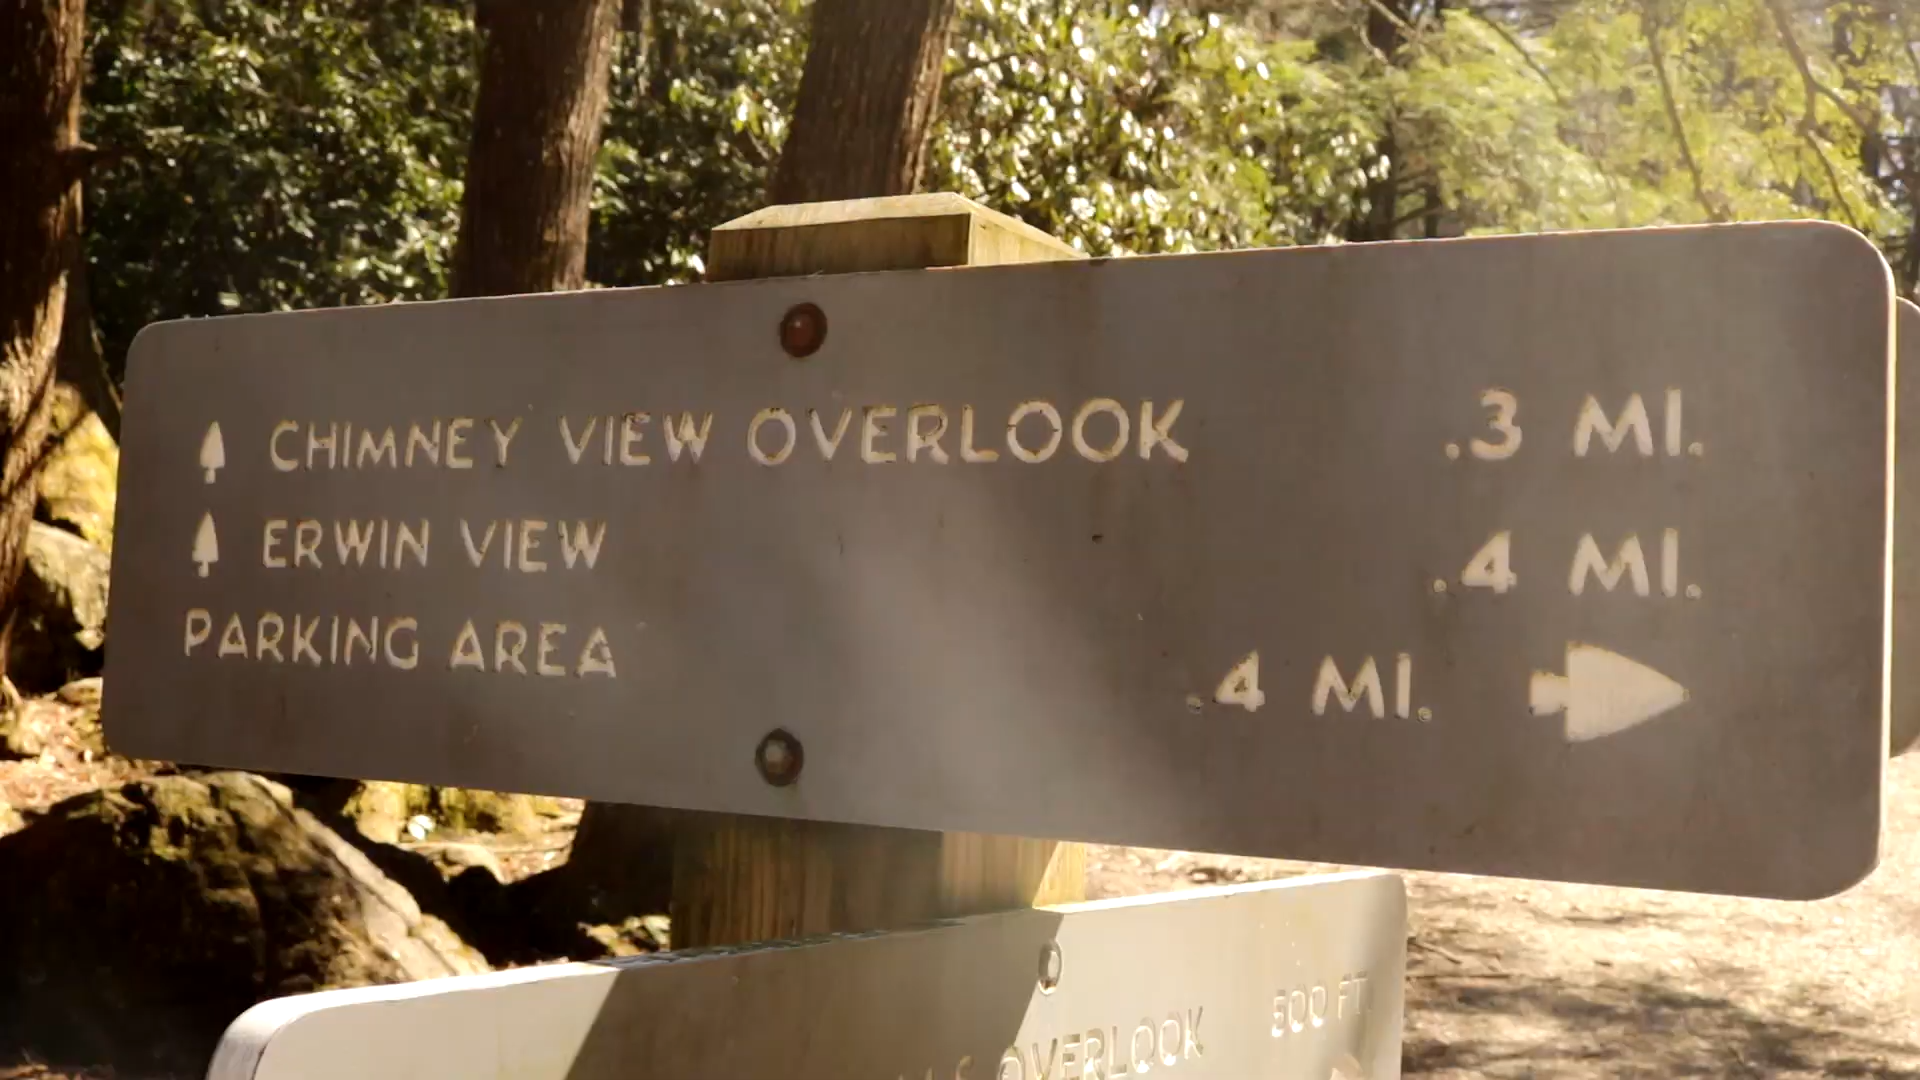 CHIMNEY VIEW OVERLOOK .3 MI.
ERWIN VIEW .4 MI.
PARKING AREA .4 MI.
OVERLOOK 500 FT